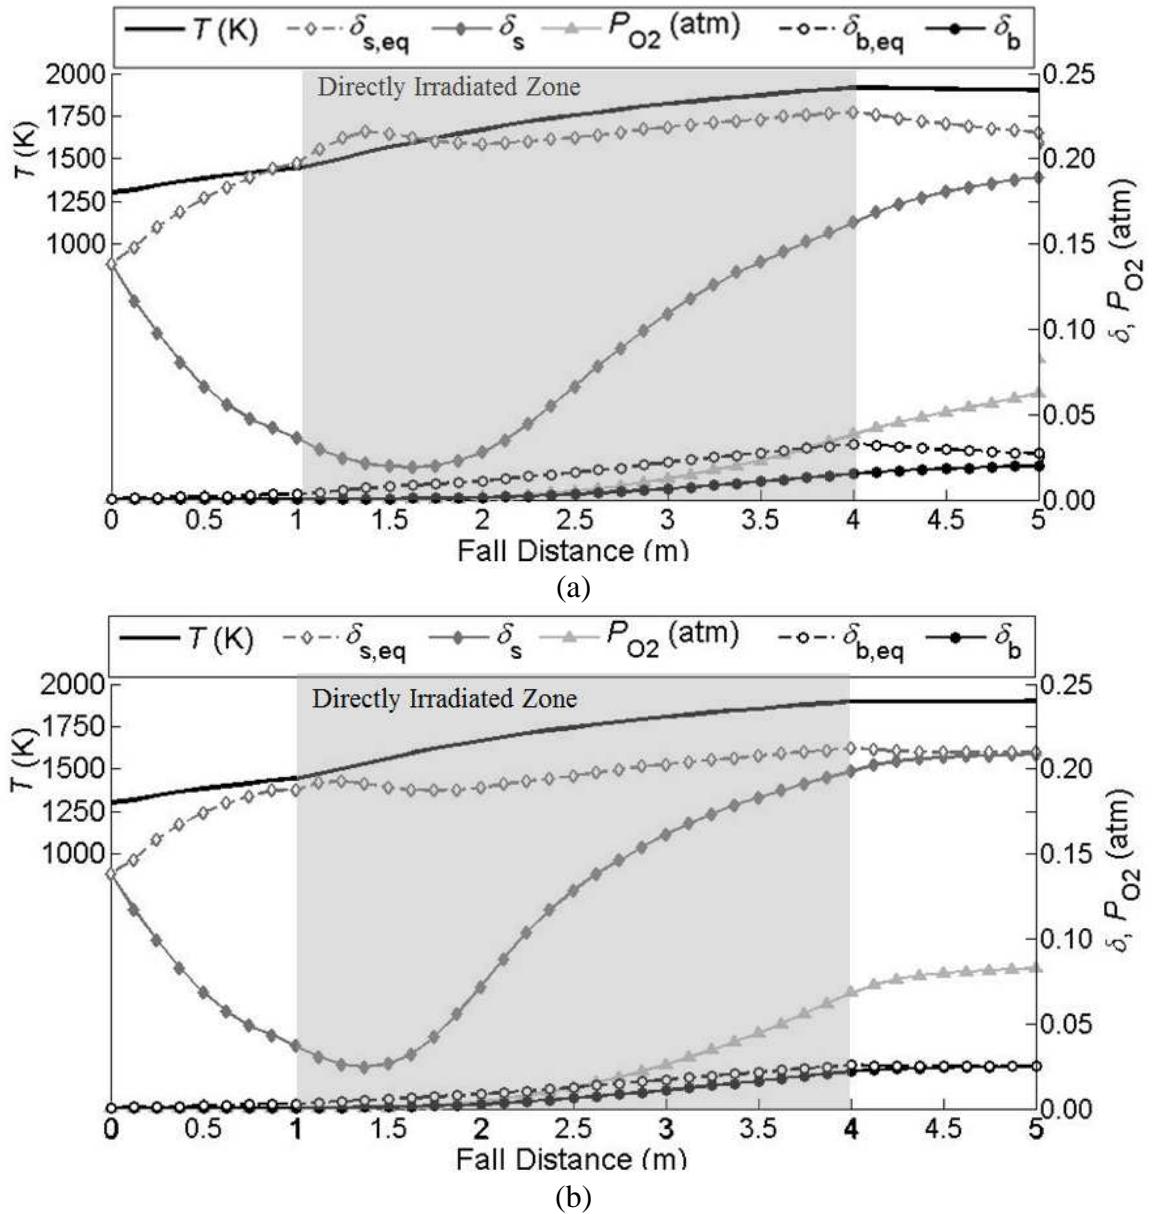 T (K) δs,eq δs PO2 (atm) δb,eq δb
Directly Irradiated Zone
2000
1750
1500
1250
1000
T (K)
0.25
0.20
0.15
0.10
0.05
0.00
δ, PO2 (atm)
0 0.5 1 1.5 2 2.5 3 3.5 4 4.5 5
Fall Distance (m)
(a)
T (K) δs,eq δs PO2 (atm) δb,eq δb
Directly Irradiated Zone
2000
1750
1500
1250
1000
T (K)
0.25
0.20
0.15
0.10
0.05
0.00
δ, PO2 (atm)
0 0.5 1 1.5 2 2.5 3 3.5 4 4.5 5
Fall Distance (m)
(b)